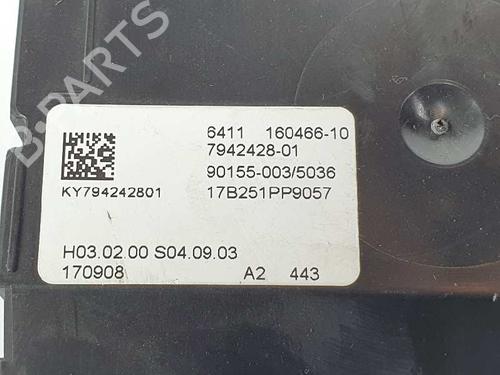 B-PARTS
6411 160466-10
7942428-01
90155-003/5036
KY794242801 17B251PP9057
H03.02.00 S04.09.03
170908 A2 443